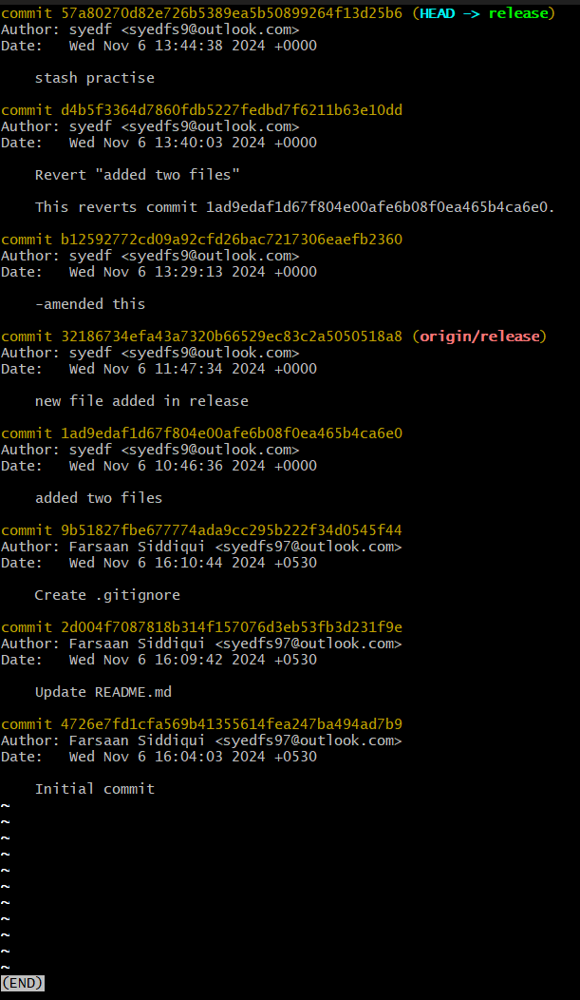 commit 57a80270d82e726b5389ea5b50899264f13d25b6 (HEAD -> release)
Author: syedf <syedfs9@outlook.com>
Date:   Wed Nov 6 13:44:38 2024 +0000

    stash practise

commit d4b5f3364d7860fdb5227fedbd7f6211b63e10dd
Author: syedf <syedfs9@outlook.com>
Date:   Wed Nov 6 13:40:03 2024 +0000

    Revert "added two files"

    This reverts commit 1ad9edaf1d67f804e00afe6b08f0ea465b4ca6e0.

commit b12592772cd09a92cfd26bac7217306eaefb2360
Author: syedf <syedfs9@outlook.com>
Date:   Wed Nov 6 13:29:13 2024 +0000

    -amended this

commit 32186734efa43a7320b66529ec83c2a5050518a8 (origin/release)
Author: syedf <syedfs9@outlook.com>
Date:   Wed Nov 6 11:47:34 2024 +0000

    new file added in release

commit 1ad9edaf1d67f804e00afe6b08f0ea465b4ca6e0
Author: syedf <syedfs9@outlook.com>
Date:   Wed Nov 6 10:46:36 2024 +0000

    added two files

commit 9b51827fbe677774ada9cc295b222f34d0545f44
Author: Farsaan Siddiqui <syedfs97@outlook.com>
Date:   Wed Nov 6 16:10:44 2024 +0530

    Create .gitignore

commit 2d004f7087818b314f157076d3eb53fb3d231f9e
Author: Farsaan Siddiqui <syedfs97@outlook.com>
Date:   Wed Nov 6 16:09:42 2024 +0530

    Update README.md

commit 4726e7fd1cfa569b41355614fea247ba494ad7b9
Author: Farsaan Siddiqui <syedfs97@outlook.com>
Date:   Wed Nov 6 16:04:03 2024 +0530

    Initial commit
~
~
~
~
~
~
~
~
~
~
~
(END)